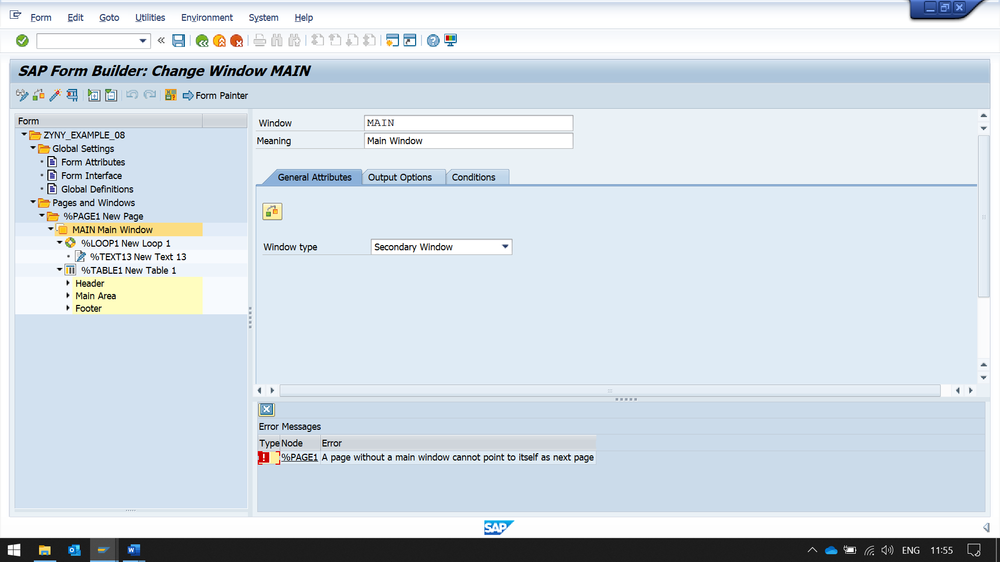 Form Edit Goto Utilities Environment System Help
SAP Form Builder: Change Window MAIN
Form Painter
Form
ZYNY_EXAMPLE_08
Global Settings
Form Attributes
Form Interface
Global Definitions
Pages and Windows
%PAGE1 New Page
MAIN Main Window
%LOOP1 New Loop 1
%TEXT13 New Text 13
%TABLE1 New Table 1
Header
Main Area
Footer
Window MAIN
Meaning Main Window
General Attributes Output Options Conditions
Window type Secondary Window
Error Messages
Type Node Error
%PAGE1 A page without a main window cannot point to itself as next page
SAP
ENG 11:55